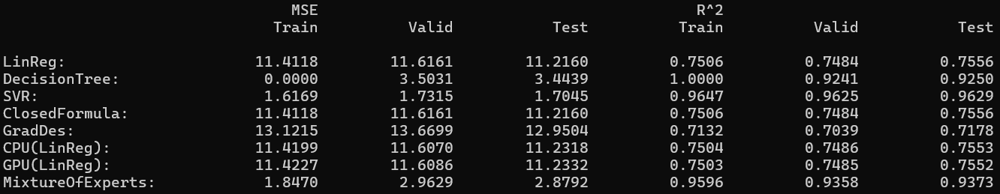 MSE R^2
Train Valid Test Train Valid Test
LinReg: 11.4118 11.6161 11.2160 0.7506 0.7484 0.7556
DecisionTree: 0.0000 3.5031 3.4439 1.0000 0.9241 0.9250
SVR: 1.6169 1.7315 1.7045 0.9647 0.9625 0.9629
ClosedFormula: 11.4118 11.6161 11.2160 0.7506 0.7484 0.7556
GradDes: 13.1215 13.6699 12.9504 0.7132 0.7039 0.7178
CPU(LinReg): 11.4199 11.6070 11.2318 0.7504 0.7486 0.7553
GPU(LinReg): 11.4227 11.6086 11.2332 0.7503 0.7485 0.7552
MixtureOfExperts: 1.8470 2.9629 2.8792 0.9596 0.9358 0.9373